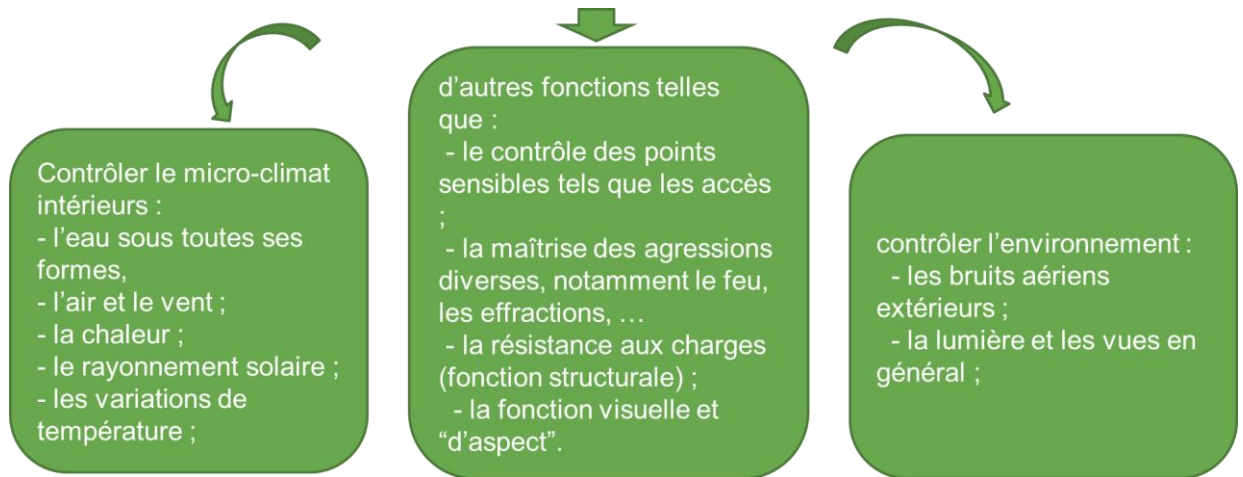 Contrôler le micro-climat
intérieurs :
- l’eau sous toutes ses
formes,
- l’air et le vent ;
- la chaleur ;
- le rayonnement solaire ;
- les variations de
température ;
d’autres fonctions telles
que :
- le contrôle des points
sensibles tels que les accès
;
- la maîtrise des agressions
diverses, notamment le feu,
les effractions, …
- la résistance aux charges
(fonction structurale) ;
- la fonction visuelle et
“d’aspect”.
contrôler l’environnement :
- les bruits aériens
extérieurs ;
- la lumière et les vues en
général ;